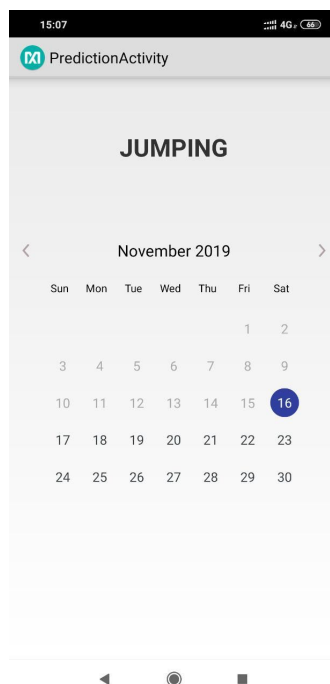 15:07 4G 66
PredictionActivity
JUMPING
November 2019
Sun Mon Tue Wed Thu Fri Sat
1 2
3 4 5 6 7 8 9
10 11 12 13 14 15 16
17 18 19 20 21 22 23
24 25 26 27 28 29 30